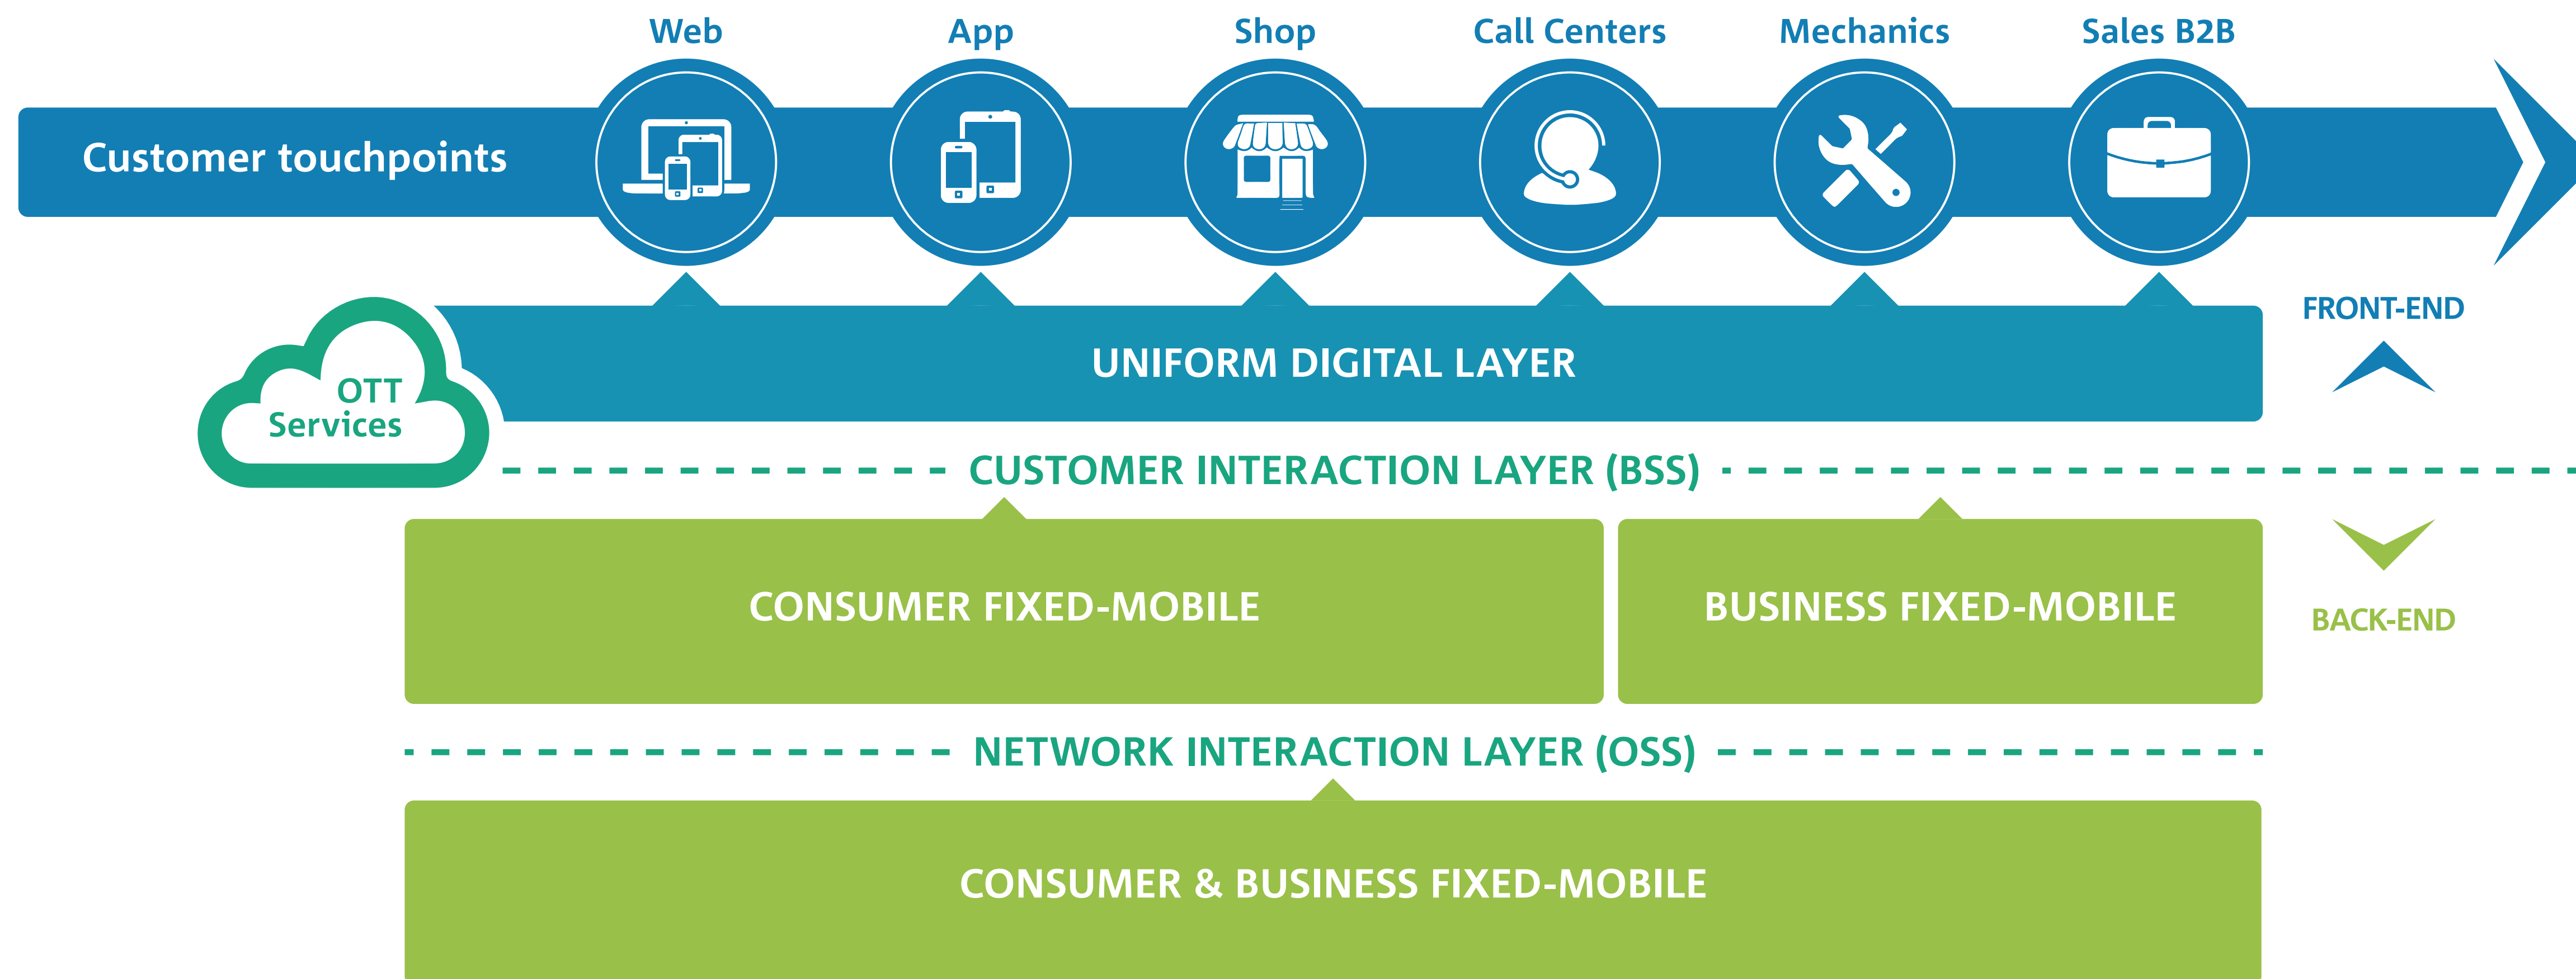 Web
App
Shop
Call Centers
Mechanics
Sales B2B
Customer touchpoints
FRONT-END
UNIFORM DIGITAL LAYER
OTT
Services
CUSTOMER INTERACTION LAYER (BSS)
CONSUMER FIXED-MOBILE
BUSINESS FIXED-MOBILE
BACK-END
NETWORK INTERACTION LAYER (OSS)
CONSUMER & BUSINESS FIXED-MOBILE